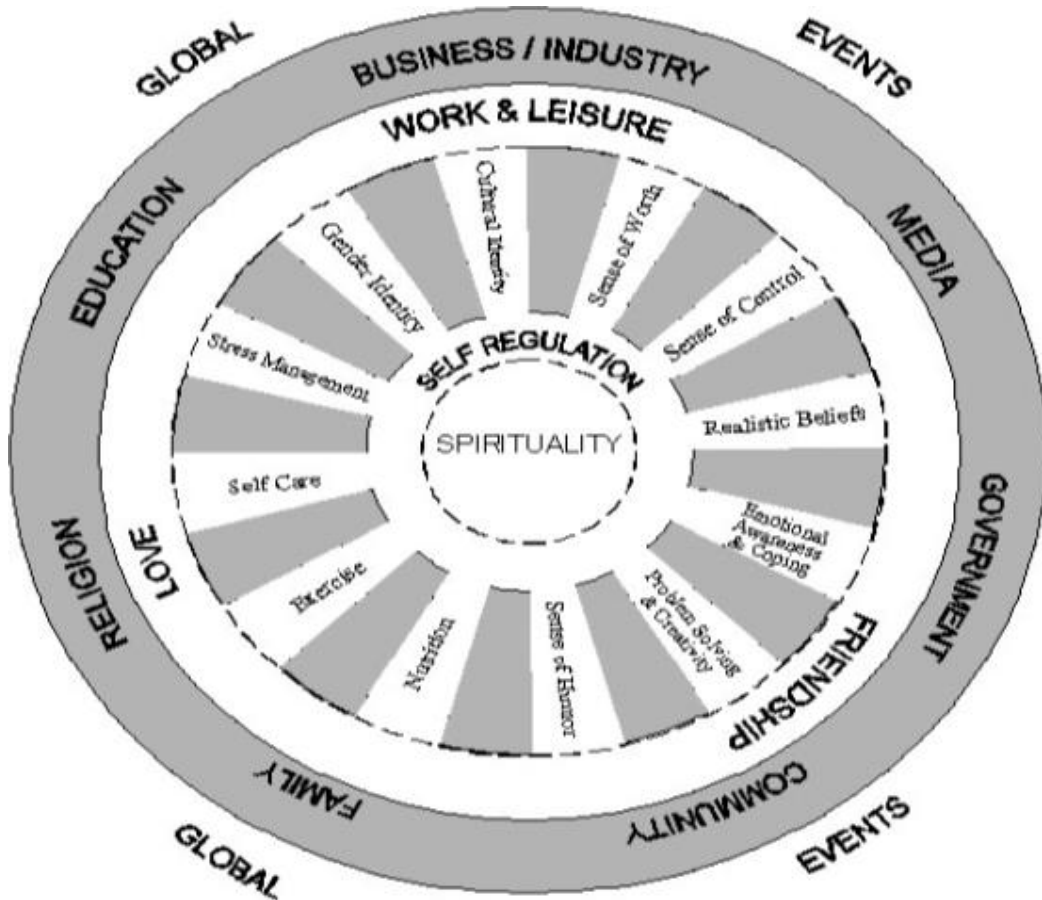 GLOBAL
EVENTS
BUSINESS / INDUSTRY
MEDIA
GOVERNMENT
COMMUNITY
FAMILY
RELIGION
EDUCATION
WORK & LEISURE
FRIENDSHIP
LOVE
Cultural Identity
Sense of Worth
Sense of Control
Realistic Beliefs
Emotional
Awareness
& Coping
Problem Solving
& Creativity
Sense of Humor
Nutrition
Exercise
Self Care
Stress Management
Gender Identity
SELF REGULATION
SPIRITUALITY
GLOBAL
EVENTS